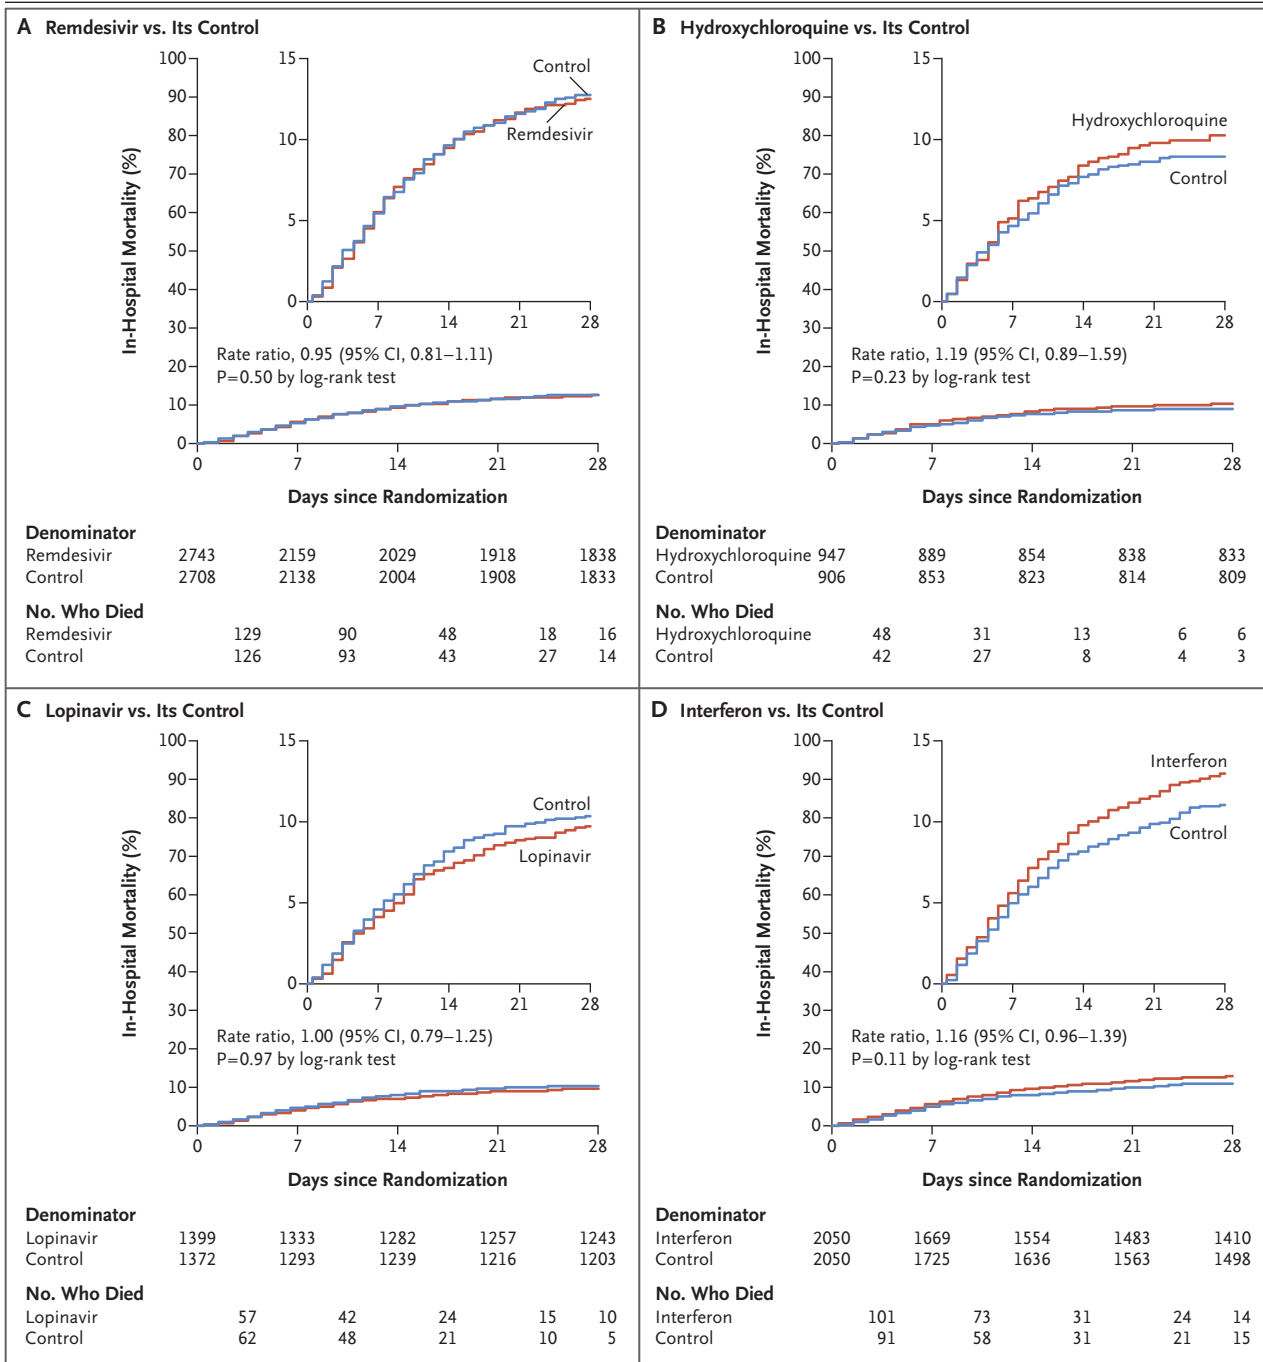 A Remdesivir vs. Its Control
In-Hospital Mortality (%)
100
90
80
70
60
50
40
30
20
10
0
15
10
5
0
0 7 14 21 28
Control
Remdesivir
Rate ratio, 0.95 (95% CI, 0.81–1.11)
P=0.50 by log-rank test
0 7 14 21 28
Days since Randomization
Denominator
Remdesivir 2743 2159 2029 1918 1838
Control 2708 2138 2004 1908 1833
No. Who Died
Remdesivir 129 90 48 18 16
Control 126 93 43 27 14
B Hydroxychloroquine vs. Its Control
In-Hospital Mortality (%)
100
90
80
70
60
50
40
30
20
10
0
15
10
5
0
0 7 14 21 28
Hydroxychloroquine
Control
Rate ratio, 1.19 (95% CI, 0.89–1.59)
P=0.23 by log-rank test
0 7 14 21 28
Days since Randomization
Denominator
Hydroxychloroquine 947 889 854 838 833
Control 906 853 823 814 809
No. Who Died
Hydroxychloroquine 48 31 13 6 6
Control 42 27 8 4 3
C Lopinavir vs. Its Control
In-Hospital Mortality (%)
100
90
80
70
60
50
40
30
20
10
0
15
10
5
0
0 7 14 21 28
Control
Lopinavir
Rate ratio, 1.00 (95% CI, 0.79–1.25)
P=0.97 by log-rank test
0 7 14 21 28
Days since Randomization
Denominator
Lopinavir 1399 1333 1282 1257 1243
Control 1372 1293 1239 1216 1203
No. Who Died
Lopinavir 57 42 24 15 10
Control 62 48 21 10 5
D Interferon vs. Its Control
In-Hospital Mortality (%)
100
90
80
70
60
50
40
30
20
10
0
15
10
5
0
0 7 14 21 28
Interferon
Control
Rate ratio, 1.16 (95% CI, 0.96–1.39)
P=0.11 by log-rank test
0 7 14 21 28
Days since Randomization
Denominator
Interferon 2050 1669 1554 1483 1410
Control 2050 1725 1636 1563 1498
No. Who Died
Interferon 101 73 31 24 14
Control 91 58 31 21 15